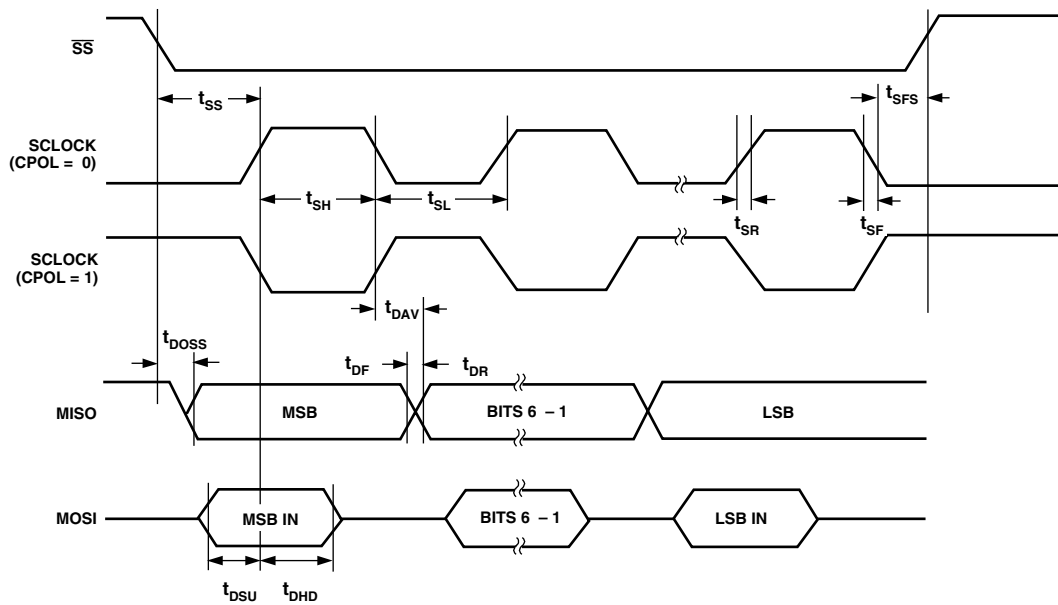 SS
tSS
tSFS
SCLOCK
(CPOL = 0)
tSH
tSL
tSR
tSF
SCLOCK
(CPOL = 1)
tDAV
tDOSS
tDF
tDR
MISO
MSB
BITS 6 – 1
LSB
MOSI
MSB IN
BITS 6 – 1
LSB IN
tDSU
tDHD